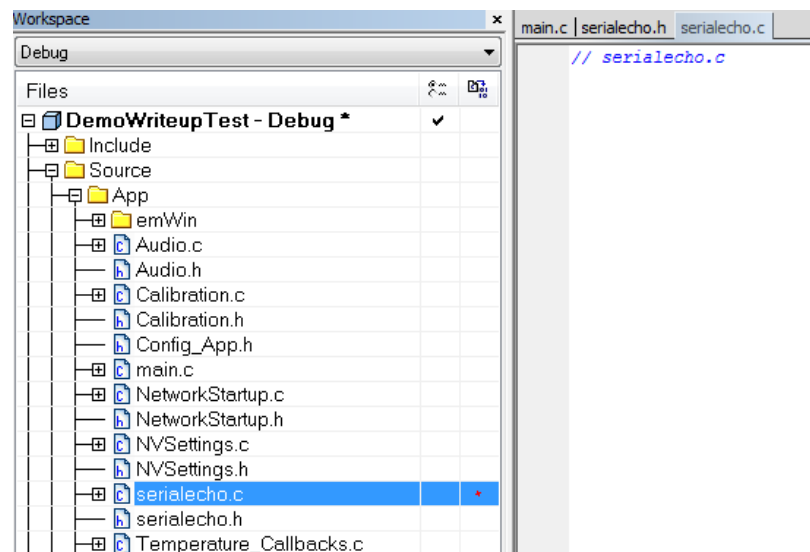 Workspace
Debug
Files
DemoWriteupTest - Debug *
Include
Source
App
emWin
Audio.c
Audio.h
Calibration.c
Calibration.h
Config_App.h
main.c
NetworkStartup.c
NetworkStartup.h
NVSettings.c
NVSettings.h
serialecho.c *
serialecho.h
Temperature_Callbacks.c
main.c serialecho.h serialecho.c
// serialecho.c